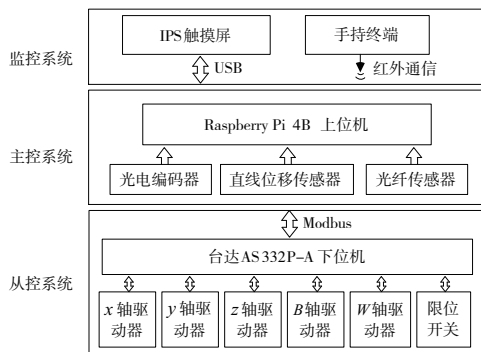 监控系统
IPS触摸屏
手持终端
USB
红外通信
主控系统
Raspberry Pi 4B 上位机
光电编码器
直线位移传感器
光纤传感器
Modbus
从控系统
台达AS332P-A下位机
x 轴驱
动器
y 轴驱
动器
z 轴驱
动器
B轴驱
动器
W轴驱
动器
限位
开关